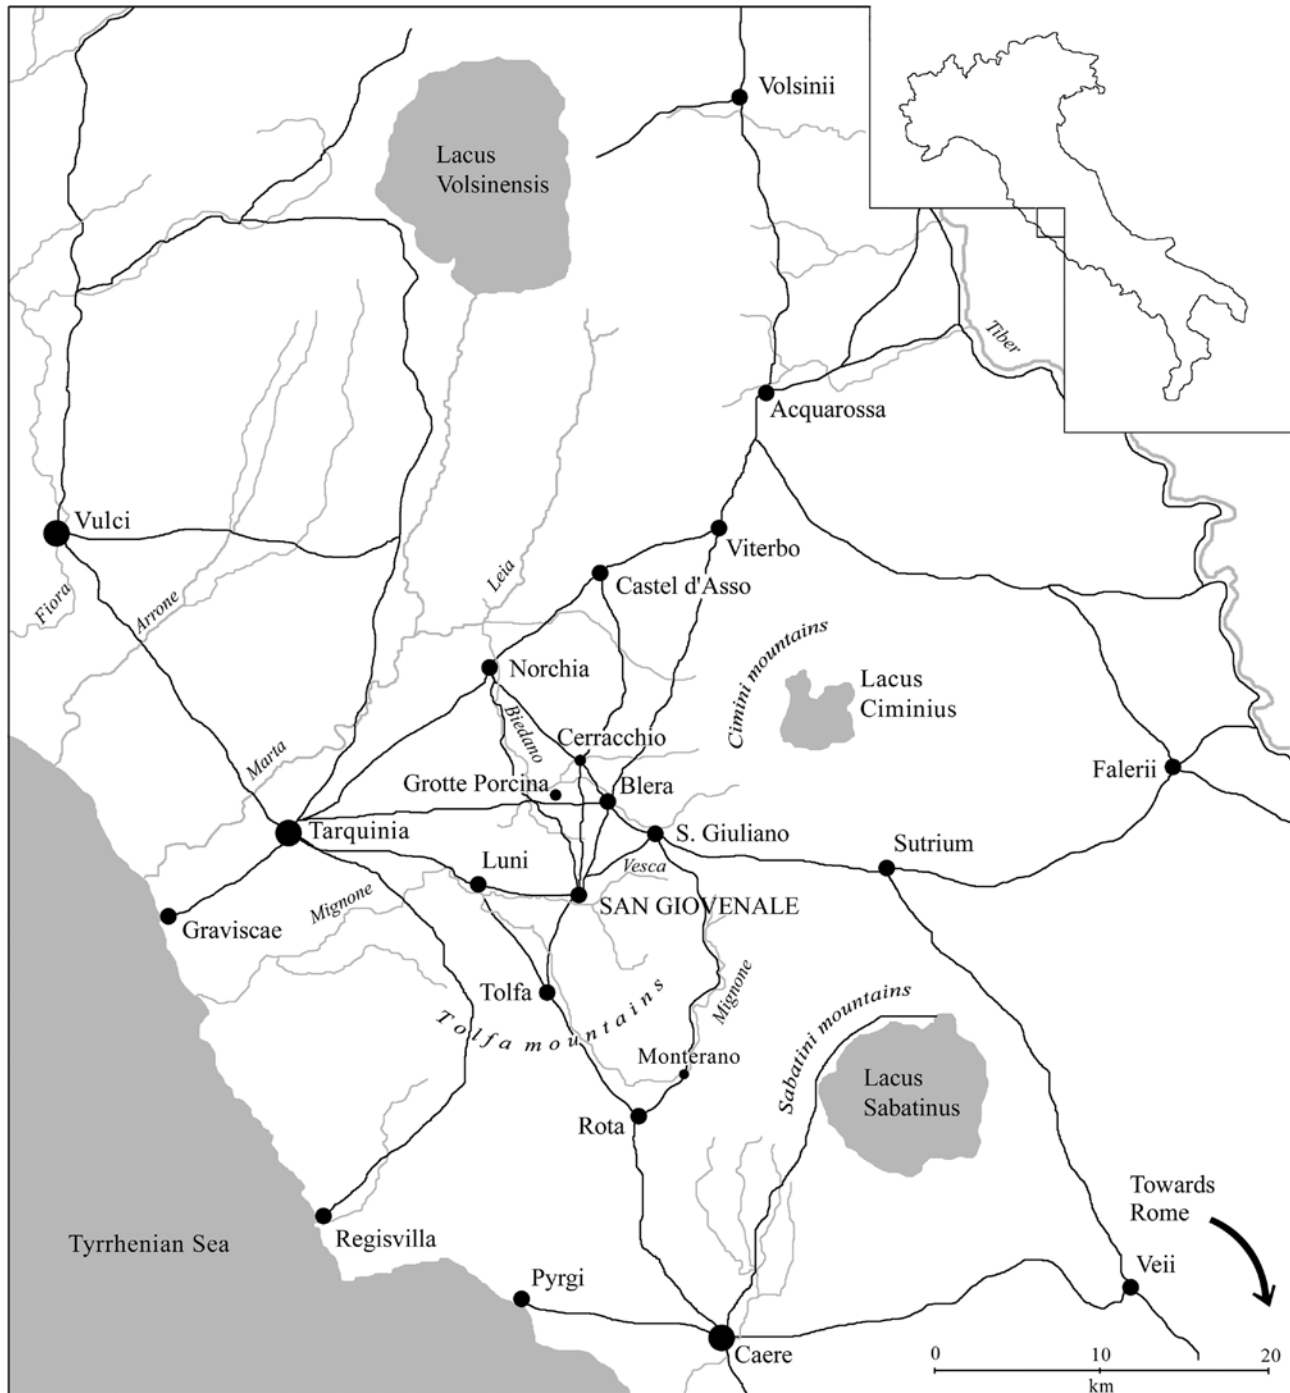 Volsinii
Lacus
Volsinensis
Tiber
Acquarossa
Vulci
Viterbo
Leia
Castel d'Asso
Fiora
Arrone
Cimini mountains
Norchia
Lacus
Ciminius
Biedano
Cerracchio
Marta
Falerii
Grotte Porcina
Blera
Tarquinia
S. Giuliano
Sutrium
Luni
Vesca
Mignone
SAN GIOVENALE
Graviscae
Tolfa
Mignone
Tolfa mountains
Sabatini mountains
Monterano
Lacus
Sabatinus
Rota
Towards
Rome
Tyrrhenian Sea
Regisvilla
Veii
Pyrgi
Caere
0 10 20
km